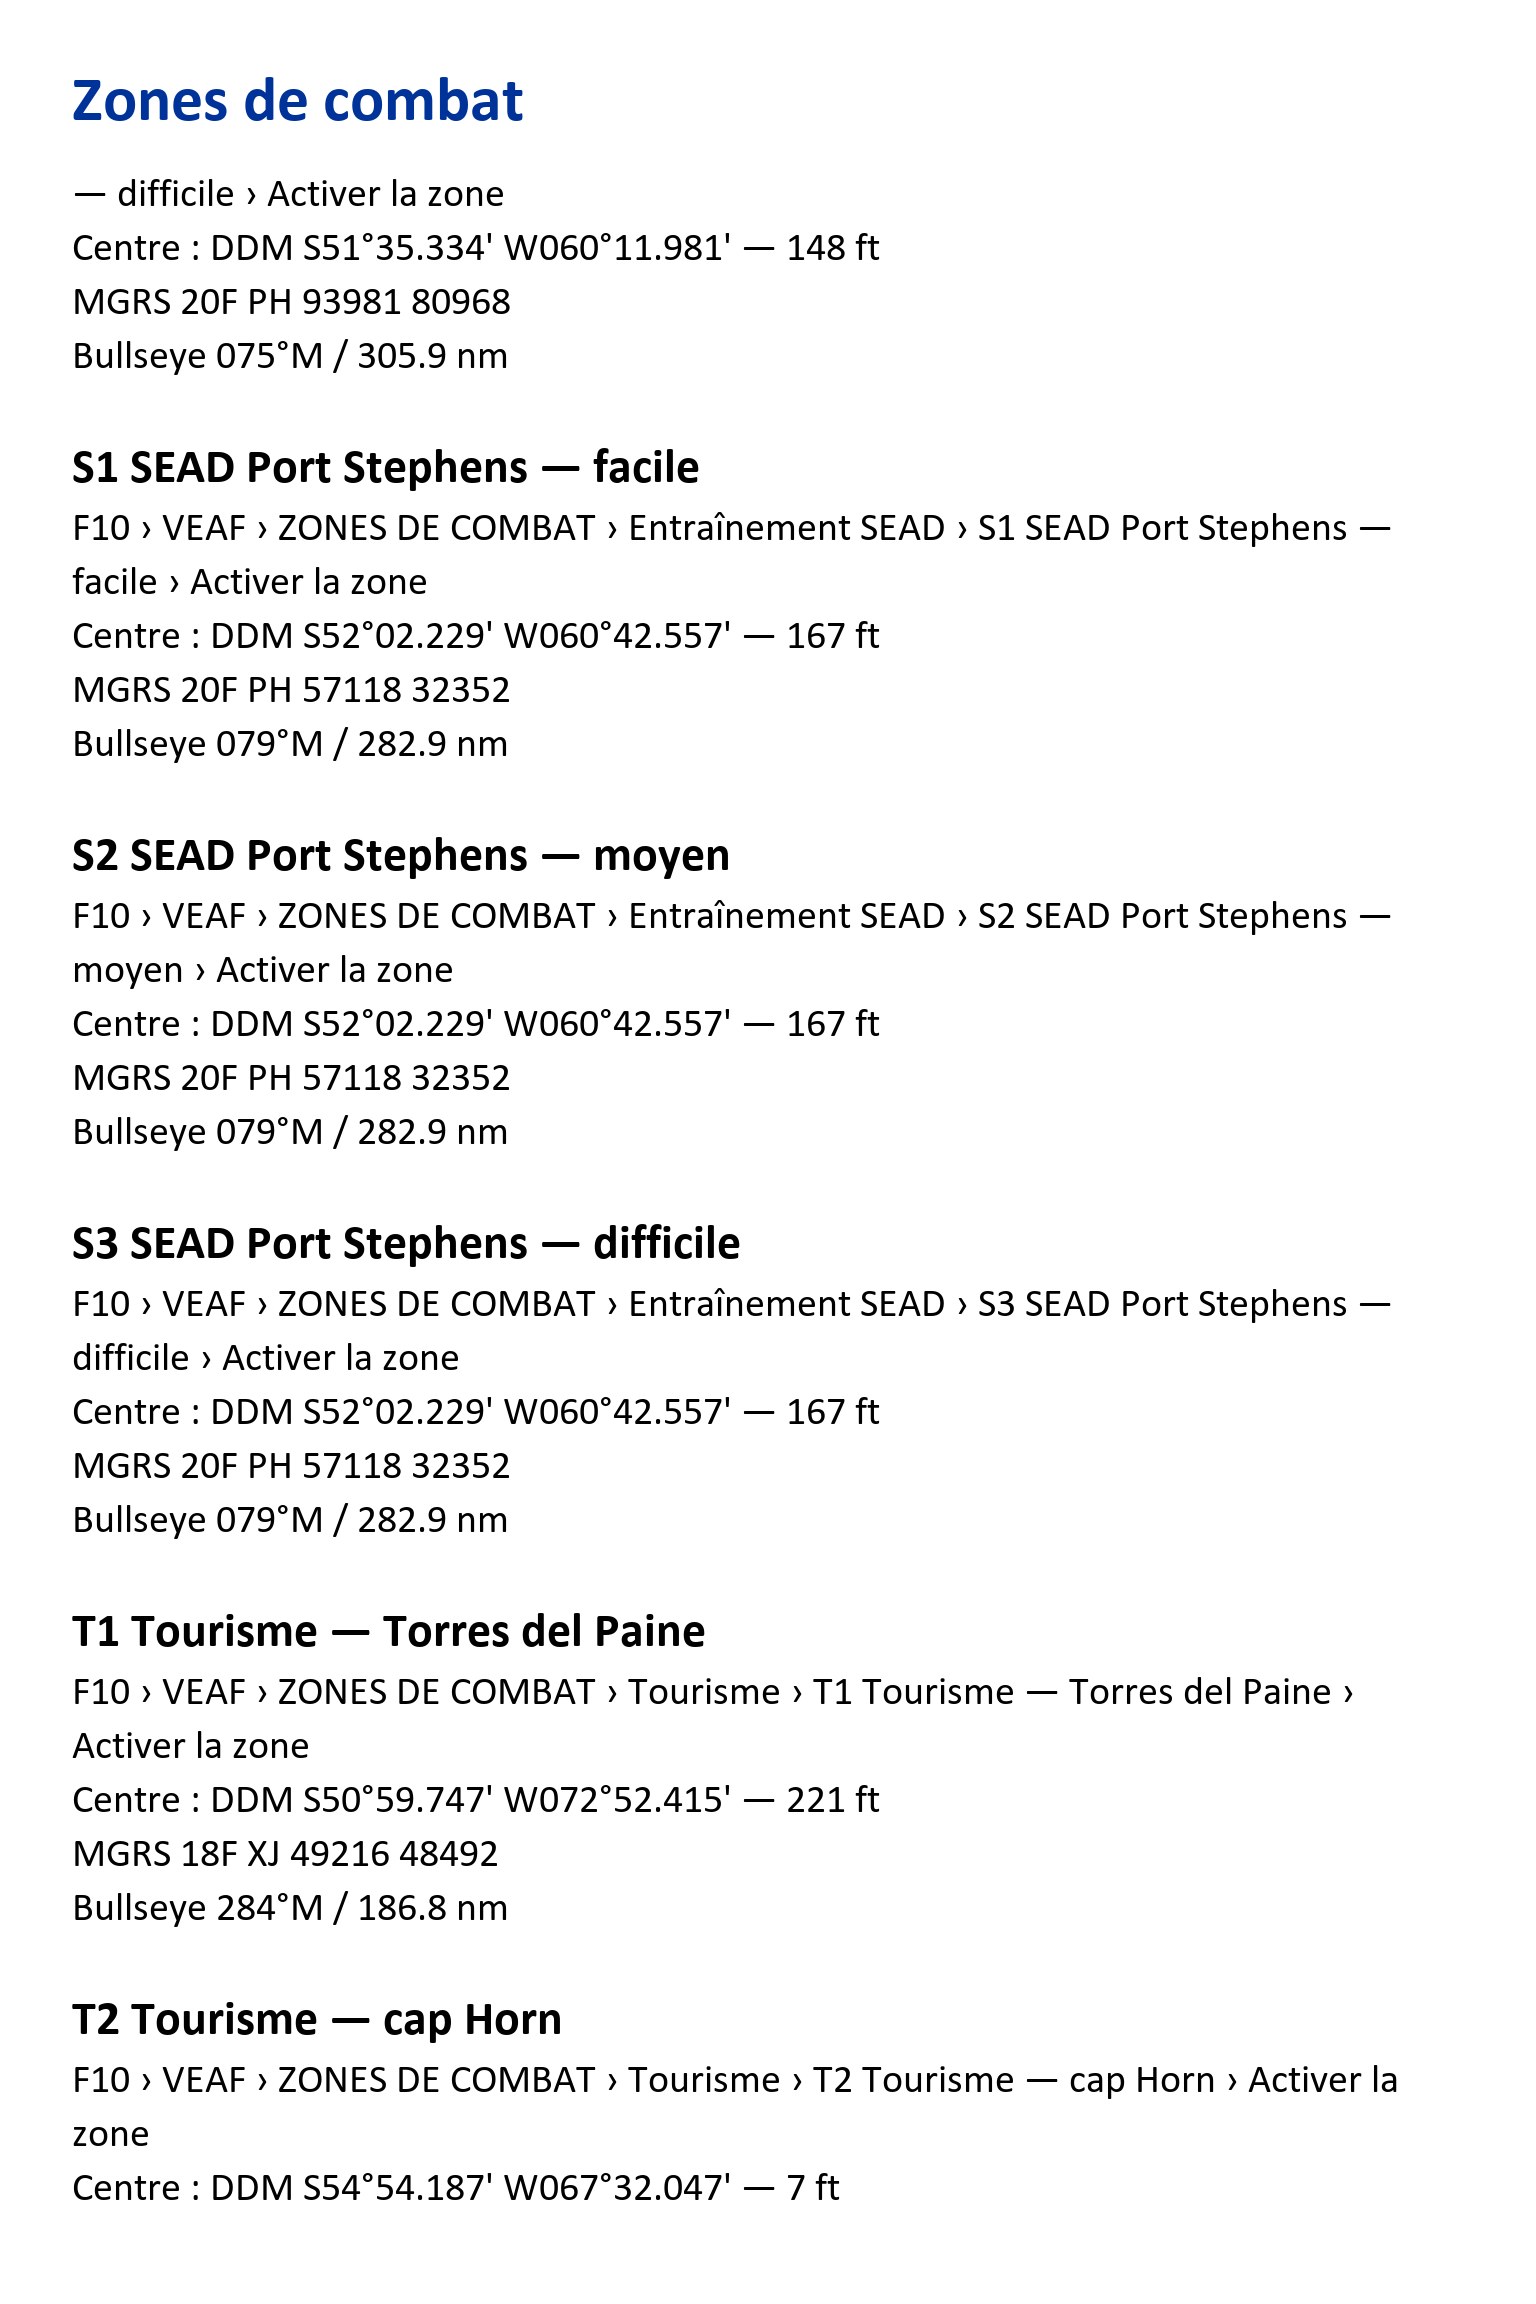 Zones de combat
— difficile › Activer la zone
Centre : DDM S51°35.334' W060°11.981' — 148 ft
MGRS 20F PH 93981 80968
Bullseye 075°M / 305.9 nm
S1 SEAD Port Stephens — facile
F10 › VEAF › ZONES DE COMBAT › Entraînement SEAD › S1 SEAD Port Stephens —
facile › Activer la zone
Centre : DDM S52°02.229' W060°42.557' — 167 ft
MGRS 20F PH 57118 32352
Bullseye 079°M / 282.9 nm
S2 SEAD Port Stephens — moyen
F10 › VEAF › ZONES DE COMBAT › Entraînement SEAD › S2 SEAD Port Stephens —
moyen › Activer la zone
Centre : DDM S52°02.229' W060°42.557' — 167 ft
MGRS 20F PH 57118 32352
Bullseye 079°M / 282.9 nm
S3 SEAD Port Stephens — difficile
F10 › VEAF › ZONES DE COMBAT › Entraînement SEAD › S3 SEAD Port Stephens —
difficile › Activer la zone
Centre : DDM S52°02.229' W060°42.557' — 167 ft
MGRS 20F PH 57118 32352
Bullseye 079°M / 282.9 nm
T1 Tourisme — Torres del Paine
F10 › VEAF › ZONES DE COMBAT › Tourisme › T1 Tourisme — Torres del Paine ›
Activer la zone
Centre : DDM S50°59.747' W072°52.415' — 221 ft
MGRS 18F XJ 49216 48492
Bullseye 284°M / 186.8 nm
T2 Tourisme — cap Horn
F10 › VEAF › ZONES DE COMBAT › Tourisme › T2 Tourisme — cap Horn › Activer la
zone
Centre : DDM S54°54.187' W067°32.047' — 7 ft